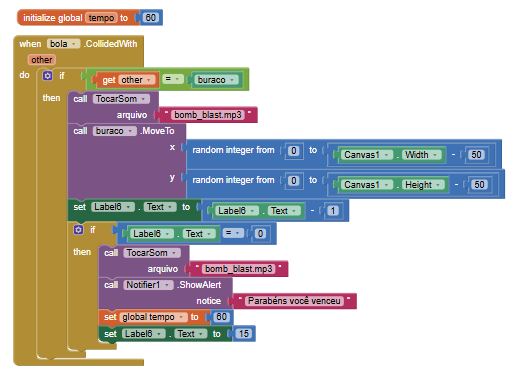 initialize global tempo to 60
when bola .CollidedWith
other
do if get other = buraco
then call TocarSom
arquivo " bomb_blast.mp3 "
call buraco .MoveTo
x random integer from 0 to Canvas1 . Width - 50
y random integer from 0 to Canvas1 . Height - 50
set Label6 . Text to Label6 . Text - 1
if Label6 . Text = 0
then call TocarSom
arquivo " bomb_blast.mp3 "
call Notifier1 .ShowAlert
notice " Parabéns você venceu "
set global tempo to 60
set Label6 . Text to 15